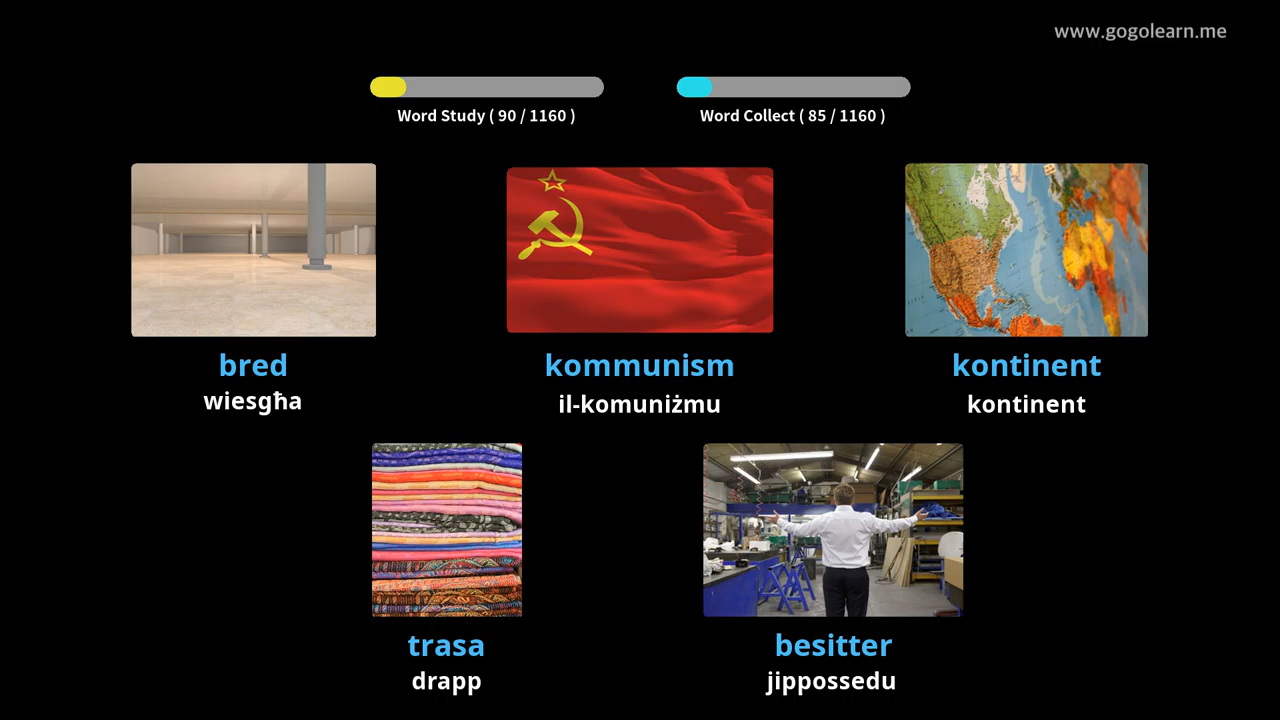 www.gogolearn.me
Word Study ( 90 / 1160 )
Word Collect ( 85 / 1160 )
bred
wiesgħa
kommunism
il-komuniżmu
kontinent
kontinent
trasa
drapp
besitter
jippossedu